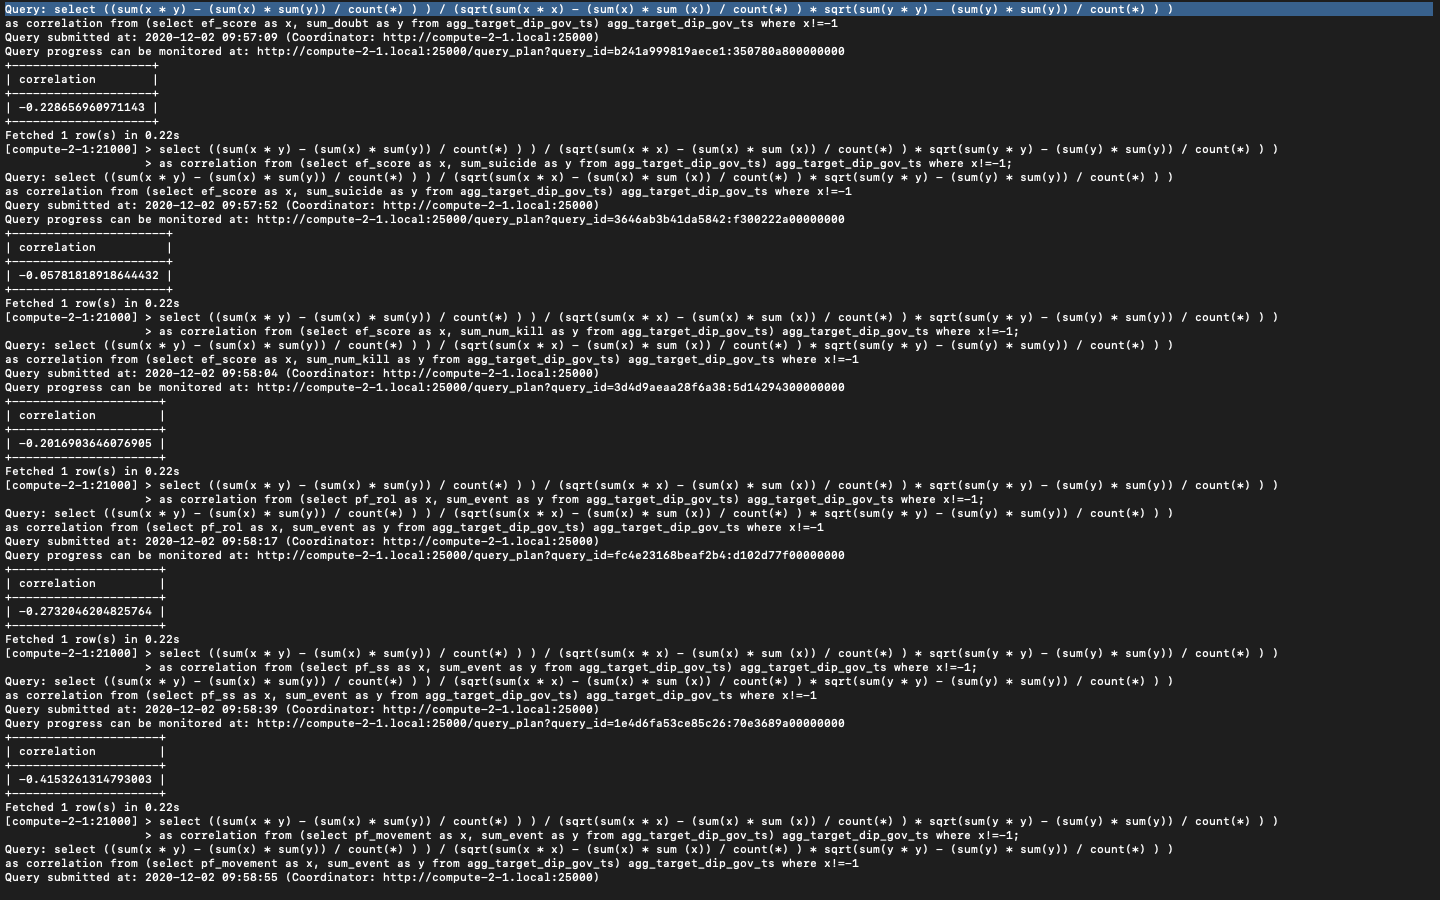 Query: select ((sum(x * y) - (sum(x) * sum(y)) / count(*) ) ) / (sqrt(sum(x * x) - (sum(x) * sum (x)) / count(*) ) * sqrt(sum(y * y) - (sum(y) * sum(y)) / count(*) ) )
as correlation from (select ef_score as x, sum_doubt as y from agg_target_dip_gov_ts) agg_target_dip_gov_ts where x!=-1
Query submitted at: 2020-12-02 09:57:09 (Coordinator: http://compute-2-1.local:25000)
Query progress can be monitored at: http://compute-2-1.local:25000/query_plan?query_id=b241a999819aece1:350780a800000000
+--------------------+
| correlation        |
+--------------------+
| -0.228656960971143 |
+--------------------+
Fetched 1 row(s) in 0.22s
[compute-2-1:21000] > select ((sum(x * y) - (sum(x) * sum(y)) / count(*) ) ) / (sqrt(sum(x * x) - (sum(x) * sum (x)) / count(*) ) * sqrt(sum(y * y) - (sum(y) * sum(y)) / count(*) ) )
                    > as correlation from (select ef_score as x, sum_suicide as y from agg_target_dip_gov_ts) agg_target_dip_gov_ts where x!=-1;
Query: select ((sum(x * y) - (sum(x) * sum(y)) / count(*) ) ) / (sqrt(sum(x * x) - (sum(x) * sum (x)) / count(*) ) * sqrt(sum(y * y) - (sum(y) * sum(y)) / count(*) ) )
as correlation from (select ef_score as x, sum_suicide as y from agg_target_dip_gov_ts) agg_target_dip_gov_ts where x!=-1
Query submitted at: 2020-12-02 09:57:52 (Coordinator: http://compute-2-1.local:25000)
Query progress can be monitored at: http://compute-2-1.local:25000/query_plan?query_id=3646ab3b41da5842:f300222a00000000
+----------------------+
| correlation          |
+----------------------+
| -0.05781818918644432 |
+----------------------+
Fetched 1 row(s) in 0.22s
[compute-2-1:21000] > select ((sum(x * y) - (sum(x) * sum(y)) / count(*) ) ) / (sqrt(sum(x * x) - (sum(x) * sum (x)) / count(*) ) * sqrt(sum(y * y) - (sum(y) * sum(y)) / count(*) ) )
                    > as correlation from (select ef_score as x, sum_num_kill as y from agg_target_dip_gov_ts) agg_target_dip_gov_ts where x!=-1;
Query: select ((sum(x * y) - (sum(x) * sum(y)) / count(*) ) ) / (sqrt(sum(x * x) - (sum(x) * sum (x)) / count(*) ) * sqrt(sum(y * y) - (sum(y) * sum(y)) / count(*) ) )
as correlation from (select ef_score as x, sum_num_kill as y from agg_target_dip_gov_ts) agg_target_dip_gov_ts where x!=-1
Query submitted at: 2020-12-02 09:58:04 (Coordinator: http://compute-2-1.local:25000)
Query progress can be monitored at: http://compute-2-1.local:25000/query_plan?query_id=3d4d9aeaa28f6a38:5d14294300000000
+---------------------+
| correlation         |
+---------------------+
| -0.2016903646076905 |
+---------------------+
Fetched 1 row(s) in 0.22s
[compute-2-1:21000] > select ((sum(x * y) - (sum(x) * sum(y)) / count(*) ) ) / (sqrt(sum(x * x) - (sum(x) * sum (x)) / count(*) ) * sqrt(sum(y * y) - (sum(y) * sum(y)) / count(*) ) )
                    > as correlation from (select pf_rol as x, sum_event as y from agg_target_dip_gov_ts) agg_target_dip_gov_ts where x!=-1;
Query: select ((sum(x * y) - (sum(x) * sum(y)) / count(*) ) ) / (sqrt(sum(x * x) - (sum(x) * sum (x)) / count(*) ) * sqrt(sum(y * y) - (sum(y) * sum(y)) / count(*) ) )
as correlation from (select pf_rol as x, sum_event as y from agg_target_dip_gov_ts) agg_target_dip_gov_ts where x!=-1
Query submitted at: 2020-12-02 09:58:17 (Coordinator: http://compute-2-1.local:25000)
Query progress can be monitored at: http://compute-2-1.local:25000/query_plan?query_id=fc4e23168beaf2b4:d102d77f00000000
+---------------------+
| correlation         |
+---------------------+
| -0.2732046204825764 |
+---------------------+
Fetched 1 row(s) in 0.22s
[compute-2-1:21000] > select ((sum(x * y) - (sum(x) * sum(y)) / count(*) ) ) / (sqrt(sum(x * x) - (sum(x) * sum (x)) / count(*) ) * sqrt(sum(y * y) - (sum(y) * sum(y)) / count(*) ) )
                    > as correlation from (select pf_ss as x, sum_event as y from agg_target_dip_gov_ts) agg_target_dip_gov_ts where x!=-1;
Query: select ((sum(x * y) - (sum(x) * sum(y)) / count(*) ) ) / (sqrt(sum(x * x) - (sum(x) * sum (x)) / count(*) ) * sqrt(sum(y * y) - (sum(y) * sum(y)) / count(*) ) )
as correlation from (select pf_ss as x, sum_event as y from agg_target_dip_gov_ts) agg_target_dip_gov_ts where x!=-1
Query submitted at: 2020-12-02 09:58:39 (Coordinator: http://compute-2-1.local:25000)
Query progress can be monitored at: http://compute-2-1.local:25000/query_plan?query_id=1e4d6fa53ce85c26:70e3689a00000000
+---------------------+
| correlation         |
+---------------------+
| -0.4153261314793003 |
+---------------------+
Fetched 1 row(s) in 0.22s
[compute-2-1:21000] > select ((sum(x * y) - (sum(x) * sum(y)) / count(*) ) ) / (sqrt(sum(x * x) - (sum(x) * sum (x)) / count(*) ) * sqrt(sum(y * y) - (sum(y) * sum(y)) / count(*) ) )
                    > as correlation from (select pf_movement as x, sum_event as y from agg_target_dip_gov_ts) agg_target_dip_gov_ts where x!=-1;
Query: select ((sum(x * y) - (sum(x) * sum(y)) / count(*) ) ) / (sqrt(sum(x * x) - (sum(x) * sum (x)) / count(*) ) * sqrt(sum(y * y) - (sum(y) * sum(y)) / count(*) ) )
as correlation from (select pf_movement as x, sum_event as y from agg_target_dip_gov_ts) agg_target_dip_gov_ts where x!=-1
Query submitted at: 2020-12-02 09:58:55 (Coordinator: http://compute-2-1.local:25000)